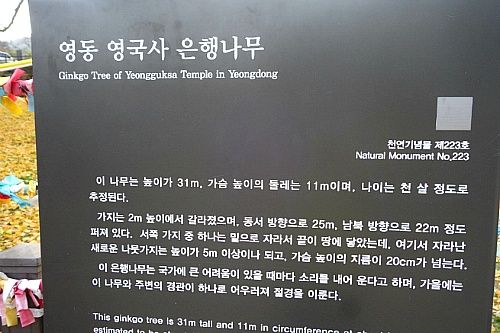 영동 영국사 은행나무
Ginkgo Tree of Yeongguksa Temple in Yeongdong
천연기념물 제223호
Natural Monument No,223
이 나무는 높이가 31m, 가슴 높이의 둘레는 11m이며, 나이는 천 살 정도로
추정된다.
가지는 2m 높이에서 갈라졌으며, 동서 방향으로 25m, 남북 방향으로 22m 정도
퍼져 있다. 서쪽 가지 중 하나는 밑으로 자라서 끝이 땅에 닿았는데, 여기서 자라난
새로운 나뭇가지는 높이가 5m 이상이나 되고, 가슴 높이의 지름이 20cm가 넘는다.
이 은행나무는 국가에 큰 어려움이 있을 때마다 소리를 내어 운다고 하며, 가을에는
이 나무와 주변의 경관이 하나로 어우러져 절경을 이룬다.
This ginkgo tree is 31m tall and 11m in circumference at
estimated to be